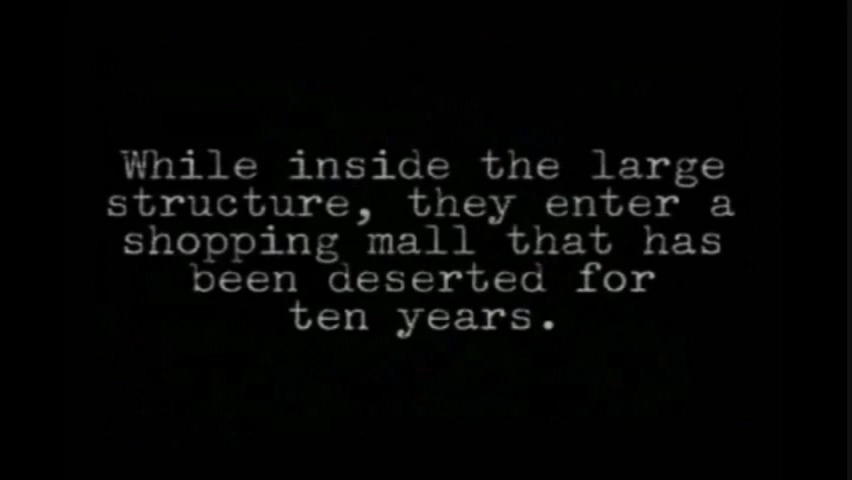 While inside the large
structure, they enter a
shopping mall that has
been deserted for
ten years.